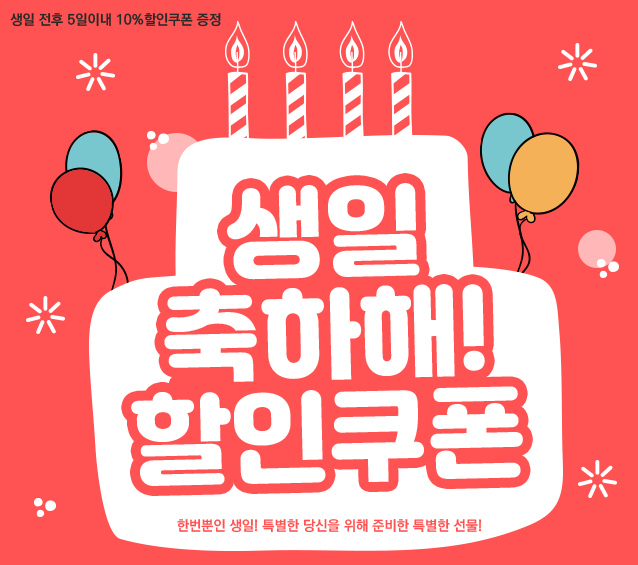 생일 전후 5일이내 10%할인쿠폰 증정
생일
축하해!
할인쿠폰
한번뿐인 생일! 특별한 당신을 위해 준비한 특별한 선물!